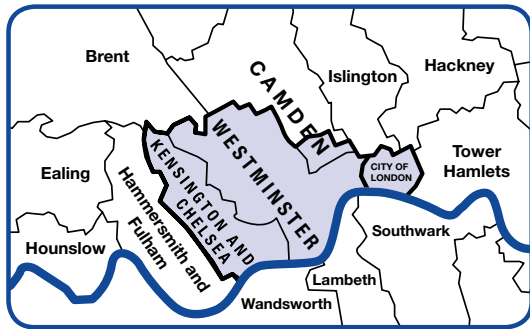 Brent
CAMDEN
Islington
Hackney
WESTMINSTER
KENSINGTON AND
CHELSEA
CITY OF
LONDON
Tower
Hamlets
Ealing
Hammersmith and
Fulham
Hounslow
Southwark
Lambeth
Wandsworth